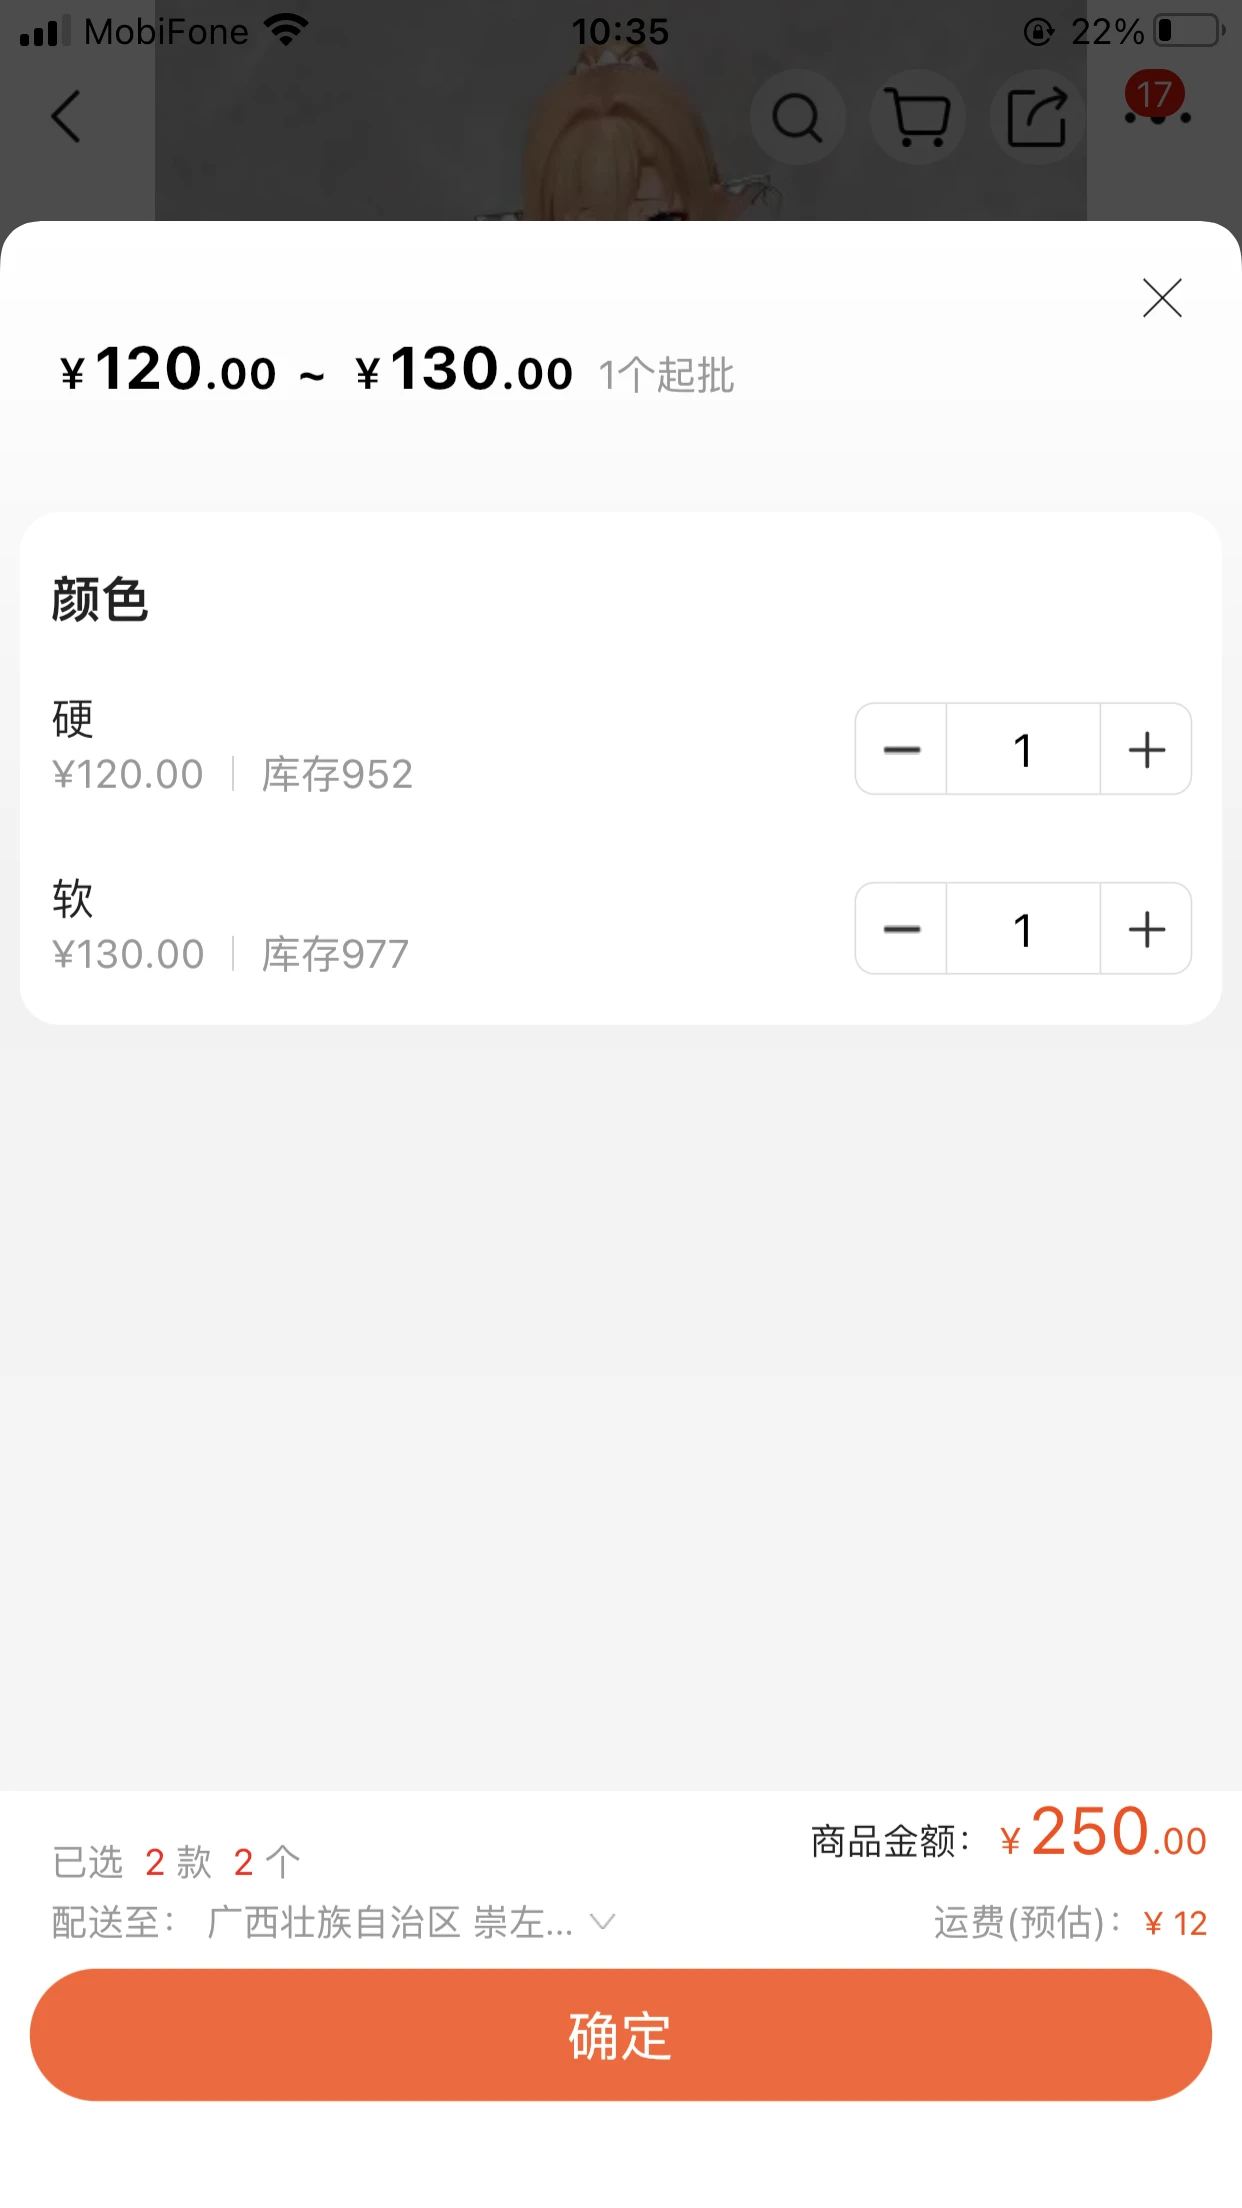 MobiFone 10:35 22%
17
¥120.00 ~ ¥130.00 1个起批
颜色
硬
¥120.00 库存952
1
软
¥130.00 库存977
1
商品金额: ¥250.00
已选 2 款 2 个
配送至: 广西壮族自治区 崇左...
运费(预估): ¥ 12
确定